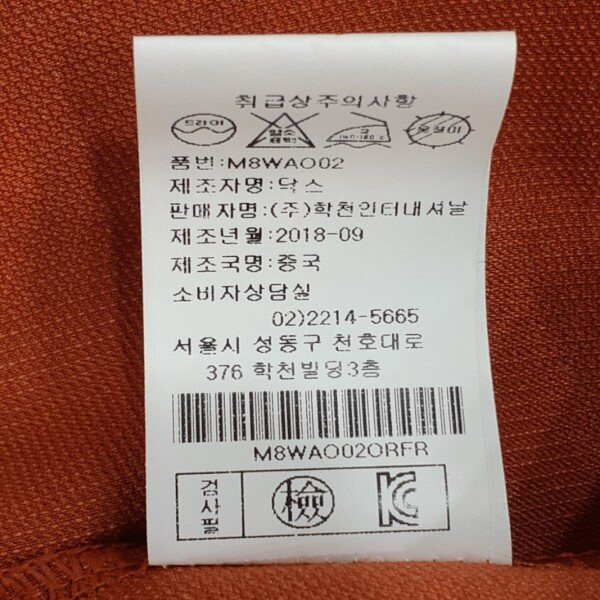 취급상주의사항
드라이 염소표백 3 140-160℃ 옷걸이
품번:M8WAO02
제조자명:닥스
판매자명:(주)학천인터내셔날
제조년월:2018-09
제조국명:중국
소비자상담실
02)2214-5665
서울시 성동구 천호대로
376 학천빌딩3층
M8WAO02ORFR
검사필 檢 KC